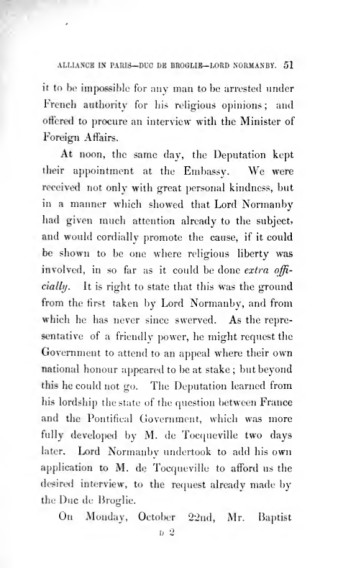 ALLIANCE IN PARIS—DUC DE BROGLIE—LORD NORMANBY. 51
it to be impossible for any man to be arrested under
French authority for his religious opinions; and
offered to procure an interview with the Minister of
Foreign Affairs.
At noon, the same day, the Deputation kept
their appointment at the Embassy. We were
received not only with great personal kindness, but
in a manner which showed that Lord Normanby
had given much attention already to the subject,
and would cordially promote the cause, if it could
be shown to be one where religious liberty was
involved, in so far as it could be done extra offi-
cially. It is right to state that this was the ground
from the first taken by Lord Normanby, and from
which he has never since swerved. As the repre-
sentative of a friendly power, he might request the
Government to attend to an appeal where their own
national honour appeared to be at stake; but beyond
this he could not go. The Deputation learned from
his lordship the state of the question between France
and the Pontifical Government, which was more
fully developed by M. de Tocqueville two days
later. Lord Normanby undertook to add his own
application to M. de Tocqueville to afford us the
desired interview, to the request already made by
the Duc de Broglie.
On Monday, October 22nd, Mr. Baptist
D 2